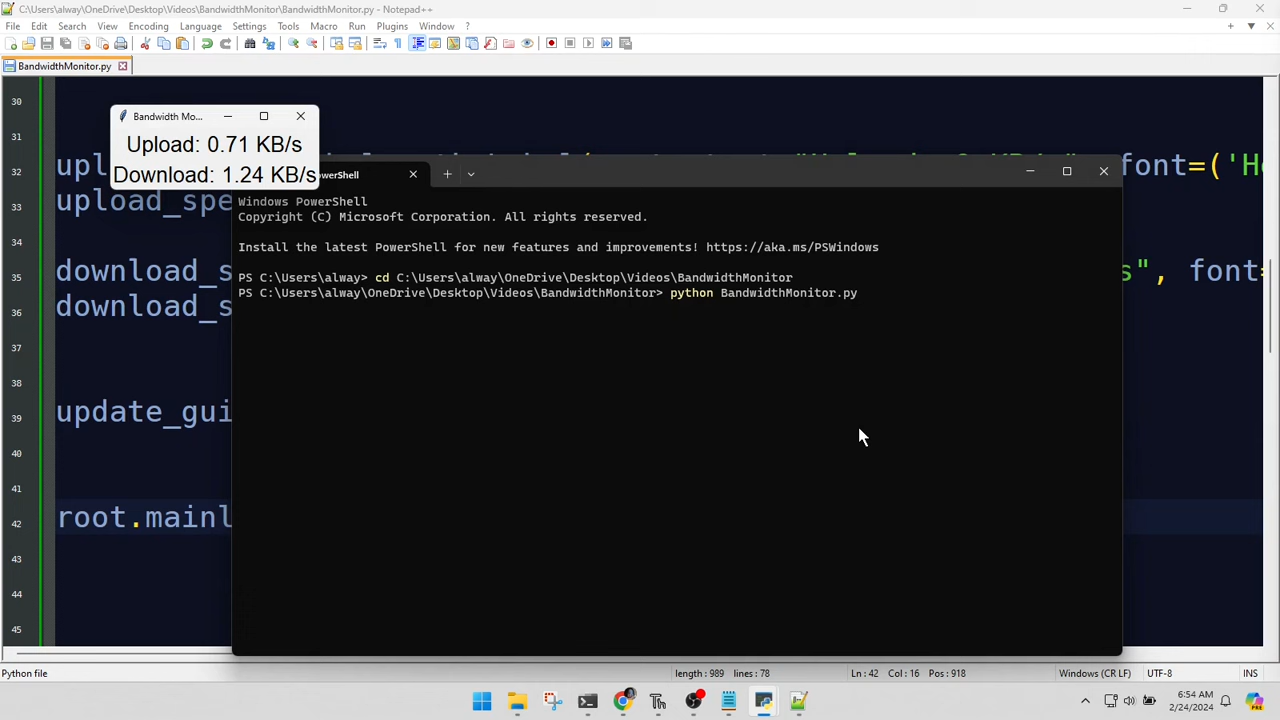 C:\Users\alway\OneDrive\Desktop\Videos\BandwidthMonitor\BandwidthMonitor.py - Notepad++
File Edit Search View Encoding Language Settings Tools Macro Run Plugins Window ?
BandwidthMonitor.py
30
31
32
33
34
35
36
37
38
39
40
41
42
43
44
45
Bandwidth Mo...
Upload: 0.71 KB/s
Download: 1.24 KB/s
werShell
Windows PowerShell
Copyright (C) Microsoft Corporation. All rights reserved.
Install the latest PowerShell for new features and improvements! https://aka.ms/PSWindows
PS C:\Users\alway> cd C:\Users\alway\OneDrive\Desktop\Videos\BandwidthMonitor
PS C:\Users\alway\OneDrive\Desktop\Videos\BandwidthMonitor> python BandwidthMonitor.py
upl font=('He
upload_spe
download_s s", font=
download_s
update_gui
root.mainl
Python file length : 989 lines : 78 Ln : 42 Col : 16 Pos : 918 Windows (CR LF) UTF-8 INS
6:54 AM
2/24/2024
PRE